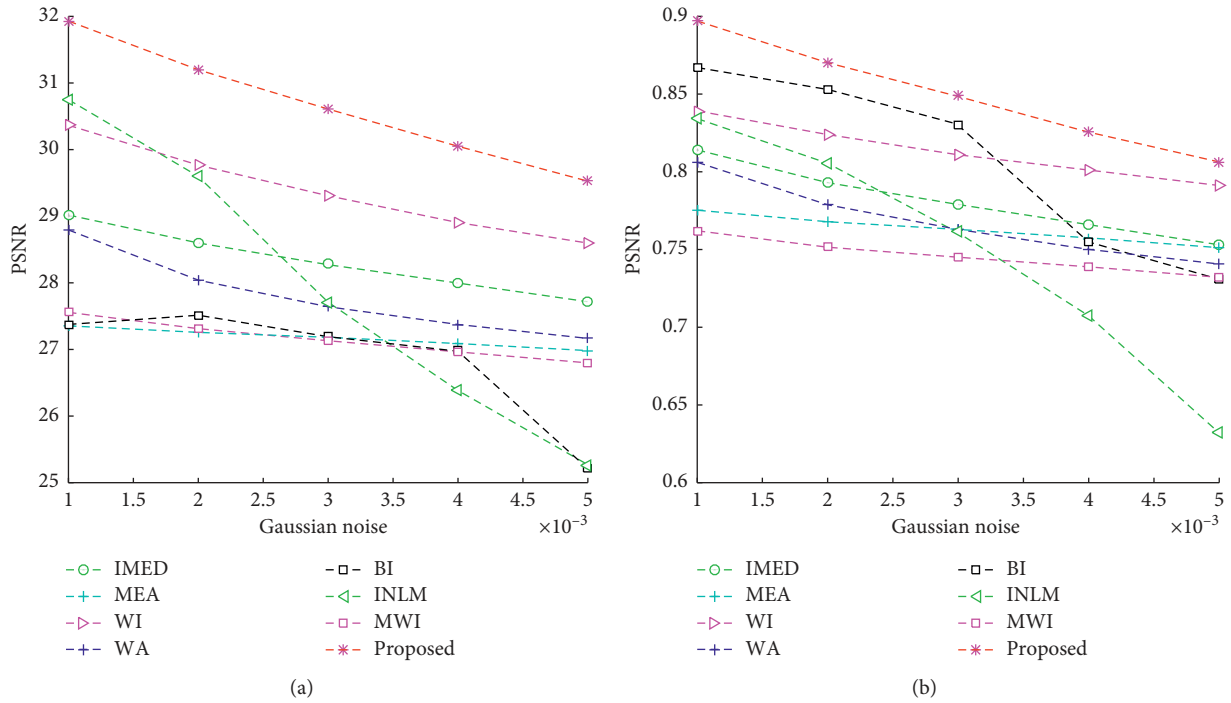 32
31
30
29
28
27
26
25
PSNR
1 1.5 2 2.5 3 3.5 4 4.5 5
Gaussian noise ×10–3
IMED BI
MEA INLM
WI MWI
WA Proposed
(a)
0.9
0.85
0.8
0.75
0.7
0.65
0.6
PSNR
1 1.5 2 2.5 3 3.5 4 4.5 5
Gaussian noise ×10–3
IMED BI
MEA INLM
WI MWI
WA Proposed
(b)